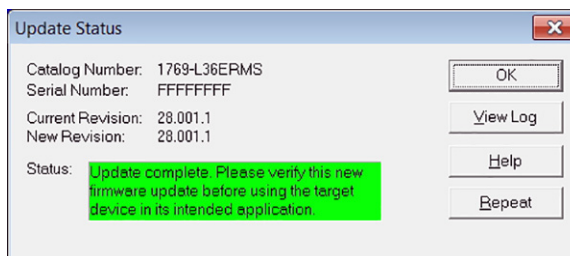 Update Status
Catalog Number: 1769-L36ERMS
Serial Number: FFFFFFFF
Current Revision: 28.001.1
New Revision: 28.001.1
Status: Update complete. Please verify this new
firmware update before using the target
device in its intended application.
OK
View Log
Help
Repeat